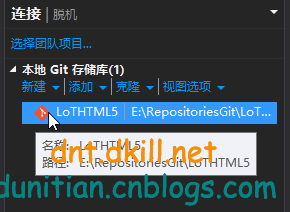 连接 | 脱机
选择团队项目...
本地 Git 存储库(1)
新建 | 添加 | 克隆 | 视图选项
LoTHTML5 | E:\RepositoriesGit\LoT...
名称: LoTHTML5
路径: E:\RepositoriesGit\LoTHTML5
dnt.dkill.net
dunitian.cnblogs.com